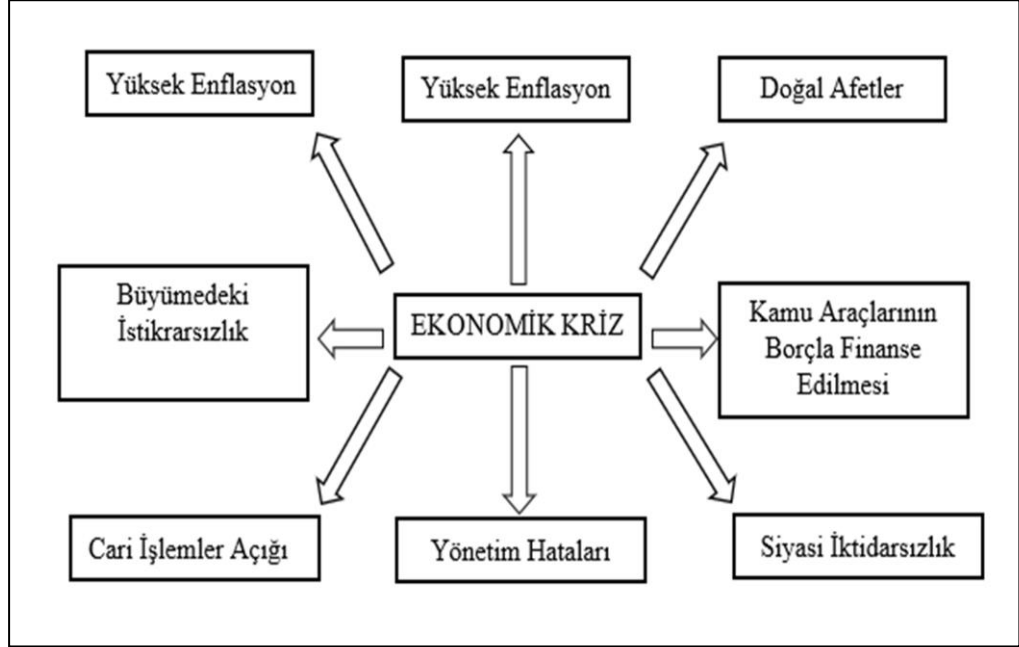 Yüksek Enflasyon
Yüksek Enflasyon
Doğal Afetler
Büyümedeki
İstikrarsızlık
EKONOMİK KRİZ
Kamu Araçlarının
Borçla Finanse
Edilmesi
Cari İşlemler Açığı
Yönetim Hataları
Siyasi İktidarsızlık